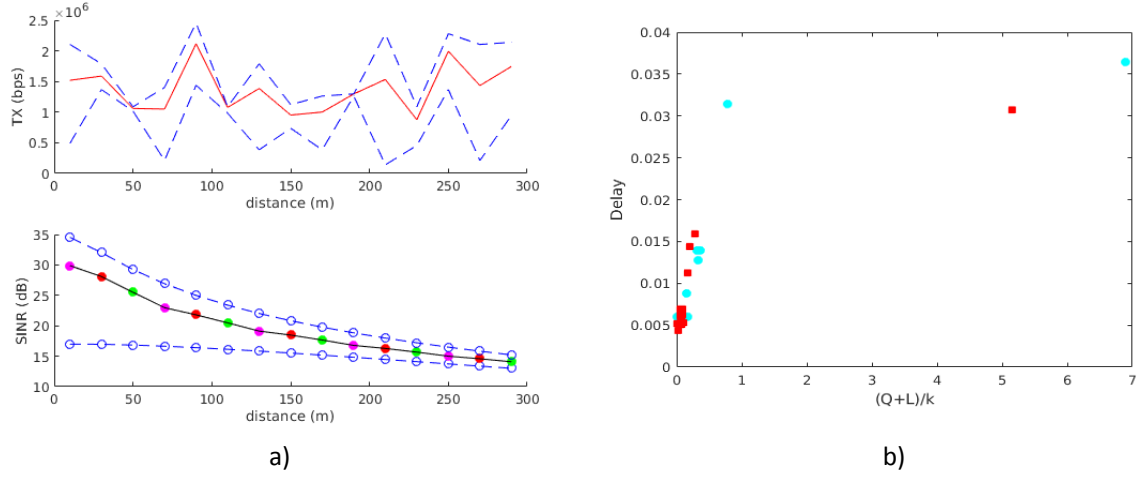 ×10⁶
2.5
2
1.5
1
0.5
0
TX (bps)
0 50 100 150 200 250 300
distance (m)
35
30
25
20
15
10
SINR (dB)
0 50 100 150 200 250 300
distance (m)
a)
0.04
0.035
0.03
0.025
0.02
0.015
0.01
0.005
0
Delay
0 1 2 3 4 5 6 7
(Q+L)/k
b)